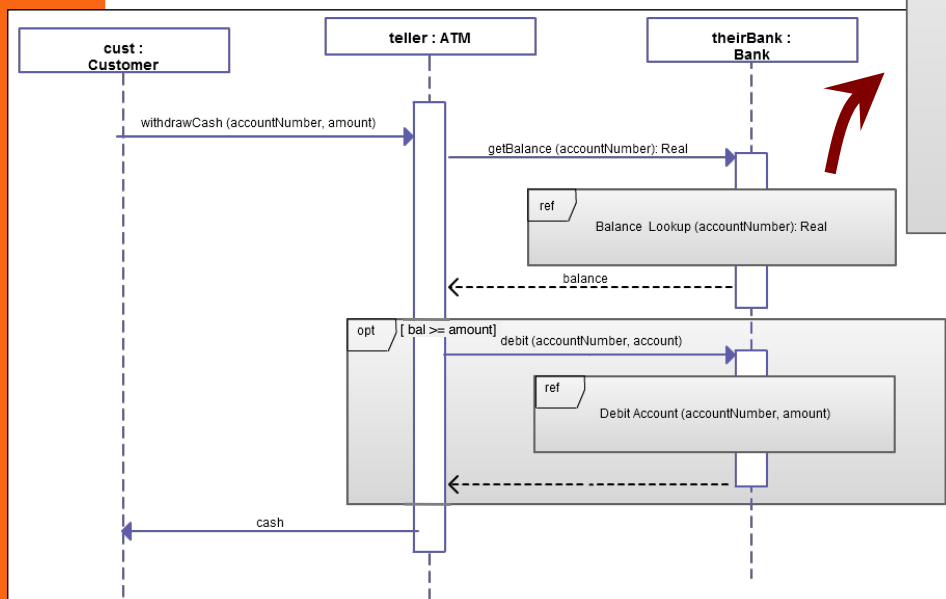 cust :
Customer
teller : ATM
theirBank :
Bank
withdrawCash (accountNumber, amount)
getBalance (accountNumber): Real
ref
Balance Lookup (accountNumber): Real
balance
opt
[ bal >= amount]
debit (accountNumber, account)
ref
Debit Account (accountNumber, amount)
cash